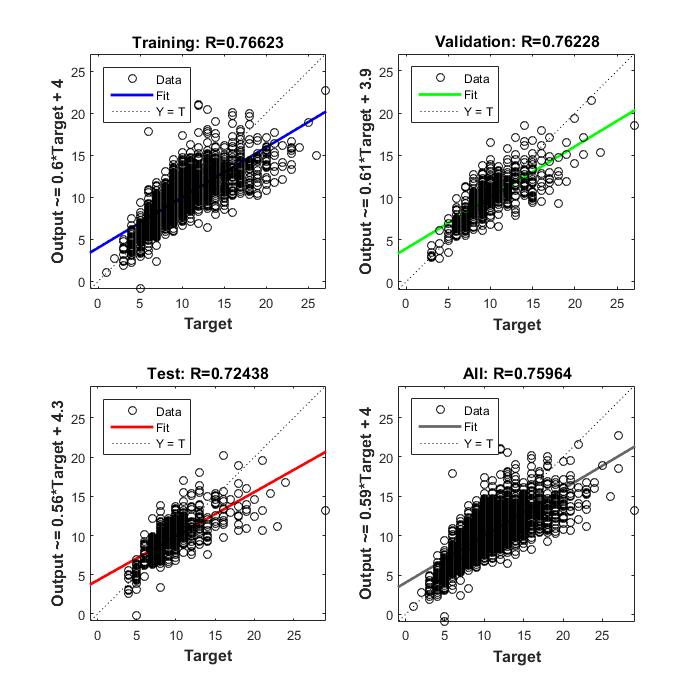 Training: R=0.76623
Output ~= 0.6*Target + 4
25
20
15
10
5
0
Data
Fit
Y = T
0 5 10 15 20 25
Target
Validation: R=0.76228
Output ~= 0.61*Target + 3.9
25
20
15
10
5
0
Data
Fit
Y = T
0 5 10 15 20 25
Target
Test: R=0.72438
Output ~= 0.56*Target + 4.3
25
20
15
10
5
0
Data
Fit
Y = T
0 5 10 15 20 25
Target
All: R=0.75964
Output ~= 0.59*Target + 4
25
20
15
10
5
0
Data
Fit
Y = T
0 5 10 15 20 25
Target